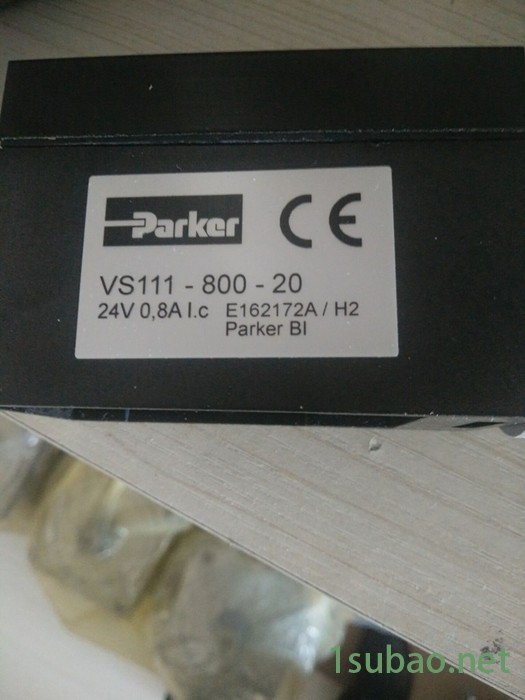 Parker CE
VS111 - 800 - 20
24V 0,8A I.c E162172A / H2
Parker BI
1subao.net